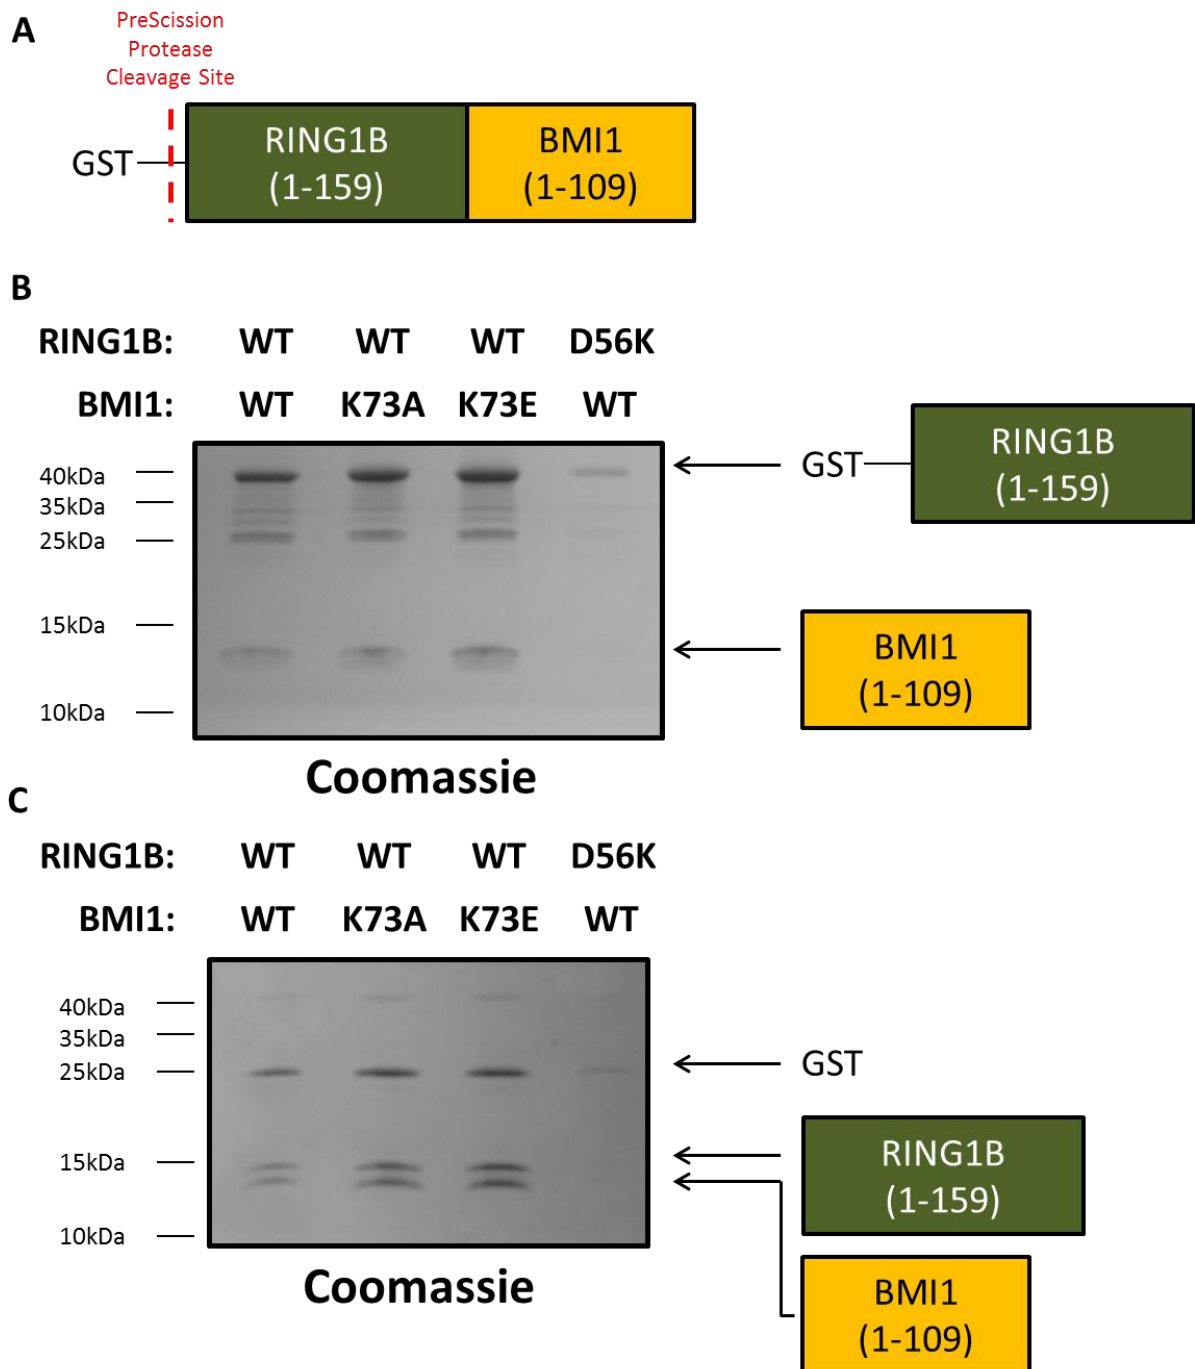 A
PreScission
Protease
Cleavage Site
GST
RING1B
(1-159)
BMI1
(1-109)
B
RING1B: WT WT WT D56K
BMI1: WT K73A K73E WT
40kDa
35kDa
25kDa
15kDa
10kDa
GST
RING1B
(1-159)
BMI1
(1-109)
Coomassie
C
RING1B: WT WT WT D56K
BMI1: WT K73A K73E WT
40kDa
35kDa
25kDa
15kDa
10kDa
GST
RING1B
(1-159)
BMI1
(1-109)
Coomassie